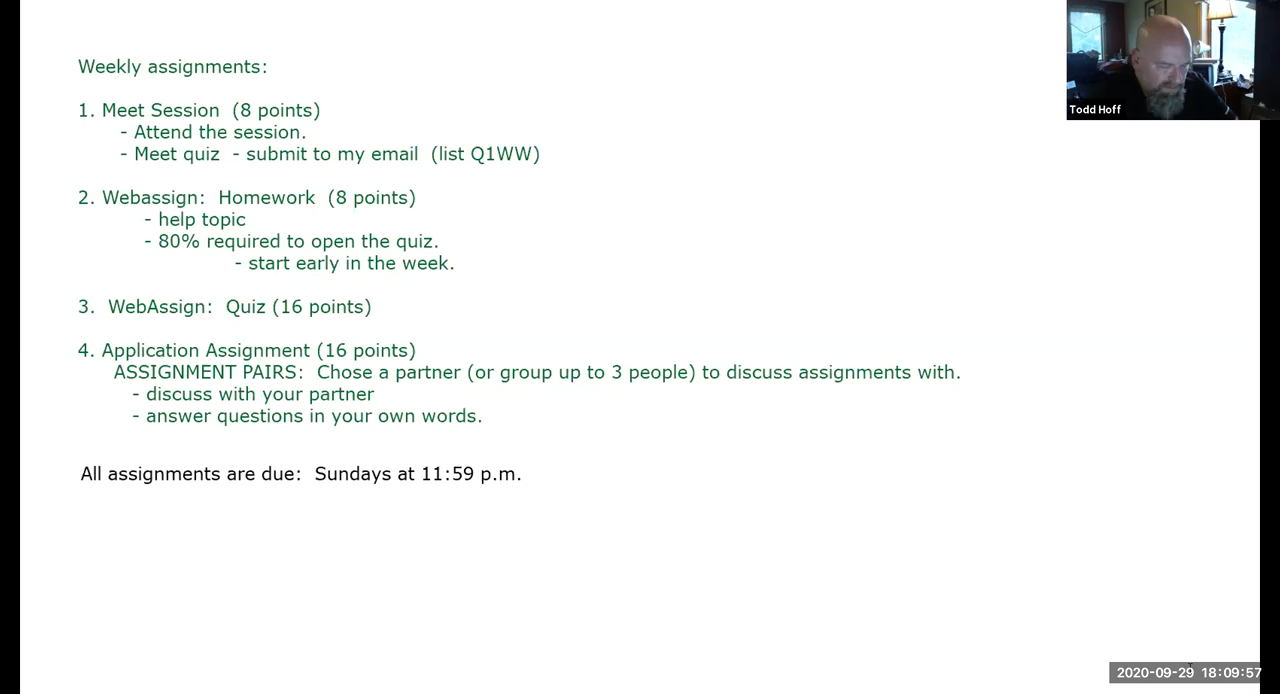 Weekly assignments:
1. Meet Session (8 points)
- Attend the session.
- Meet quiz - submit to my email (list Q1WW)
2. Webassign: Homework (8 points)
- help topic
- 80% required to open the quiz.
- start early in the week.
3. WebAssign: Quiz (16 points)
4. Application Assignment (16 points)
ASSIGNMENT PAIRS: Chose a partner (or group up to 3 people) to discuss assignments with.
- discuss with your partner
- answer questions in your own words.
All assignments are due: Sundays at 11:59 p.m.
Todd Hoff
2020-09-29 18:09:57